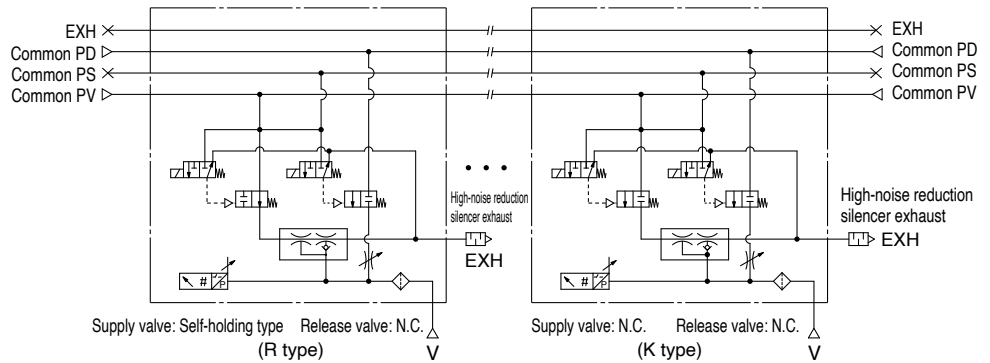 EXH
EXH
Common PD
Common PD
Common PS
Common PS
Common PV
Common PV
High-noise reduction
silencer exhaust
EXH
High-noise reduction
silencer exhaust
EXH
#
P
#
P
Supply valve: Self-holding type
Release valve: N.C.
(R type)
V
Supply valve: N.C.
Release valve: N.C.
(K type)
V